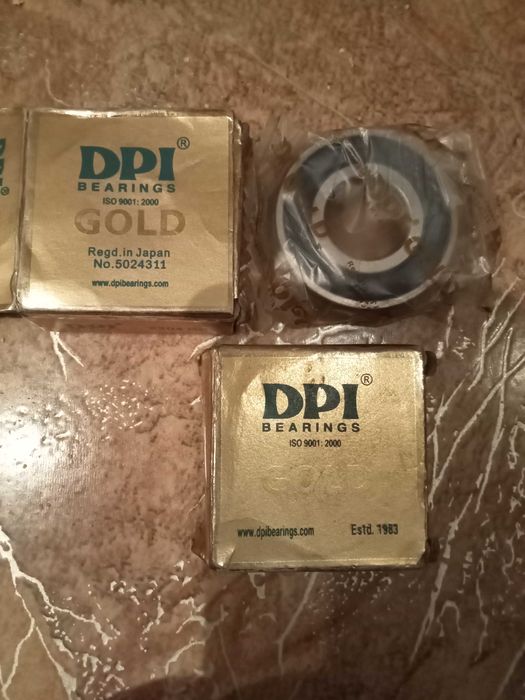 DPI®
DPI®
BEARINGS
ISO 9001: 2000
GOLD
Regd.in Japan
No.5024311
www.dpibearings.com
DPI®
BEARINGS
ISO 9001: 2000
GOLD
www.dpibearings.com Estd. 1983